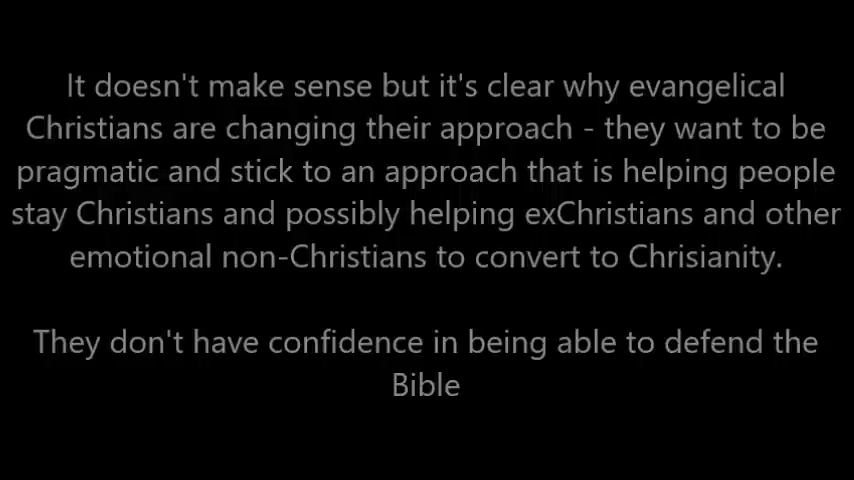 It doesn't make sense but it's clear why evangelical
Christians are changing their approach - they want to be
pragmatic and stick to an approach that is helping people
stay Christians and possibly helping exChristians and other
emotional non-Christians to convert to Chrisianity.
They don't have confidence in being able to defend the
Bible